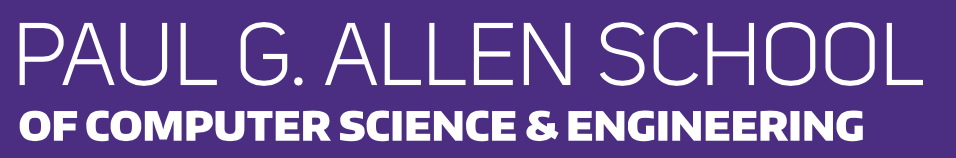 PAUL G. ALLEN SCHOOL
OF COMPUTER SCIENCE & ENGINEERING